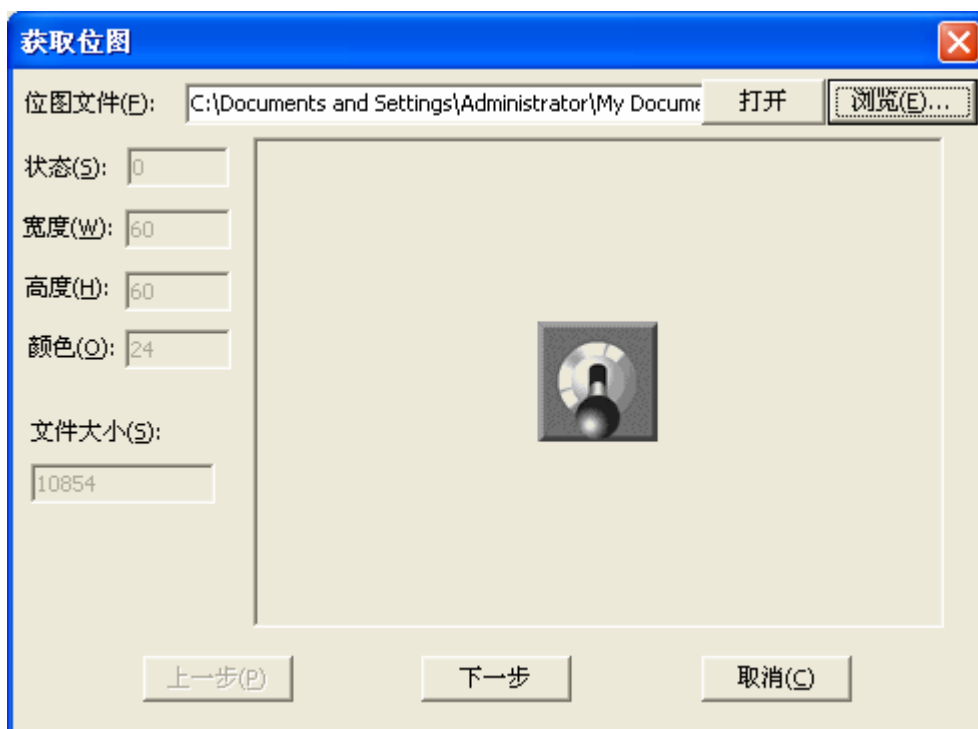 获取位图
位图文件(F): C:\Documents and Settings\Administrator\My Docume 打开 浏览(E)...
状态(S): 0
宽度(W): 60
高度(H): 60
颜色(O): 24
文件大小(S):
10854
上一步(P) 下一步 取消(C)